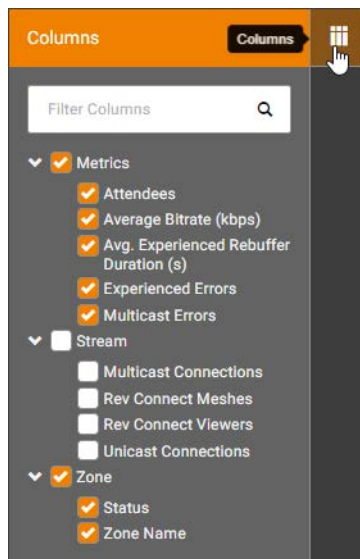 Columns
Columns
Filter Columns
Metrics
Attendees
Average Bitrate (kbps)
Avg. Experienced Rebuffer
Duration (s)
Experienced Errors
Multicast Errors
Stream
Multicast Connections
Rev Connect Meshes
Rev Connect Viewers
Unicast Connections
Zone
Status
Zone Name